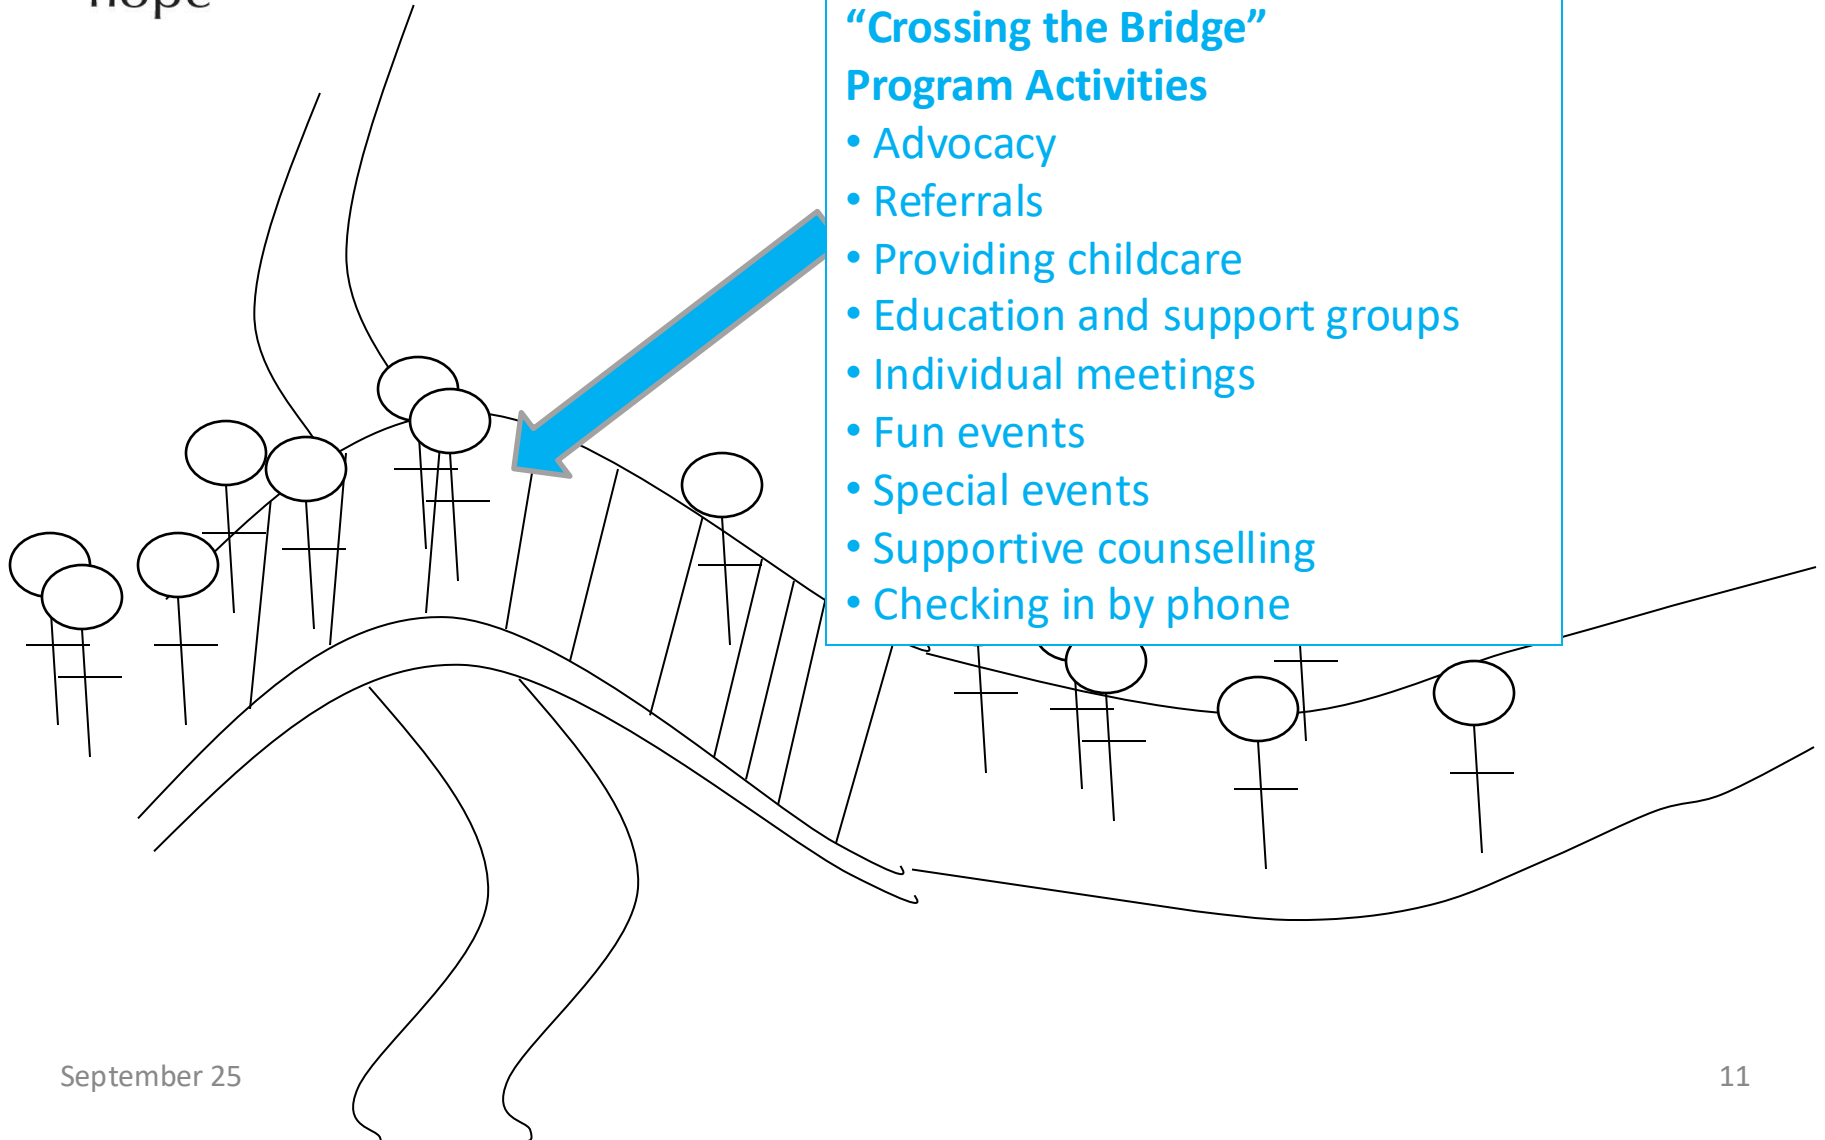 hope
“Crossing the Bridge”
Program Activities
• Advocacy
• Referrals
• Providing childcare
• Education and support groups
• Individual meetings
• Fun events
• Special events
• Supportive counselling
• Checking in by phone
September 25
11